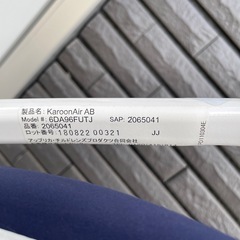 製品名: KaroonAir AB
Model #: 6DA96FUTJ SAP: 2065041
品番: 2065041
ロット番号 180822 00321 JJ
アップリカ・チルドレンズプロダクツ合同会社